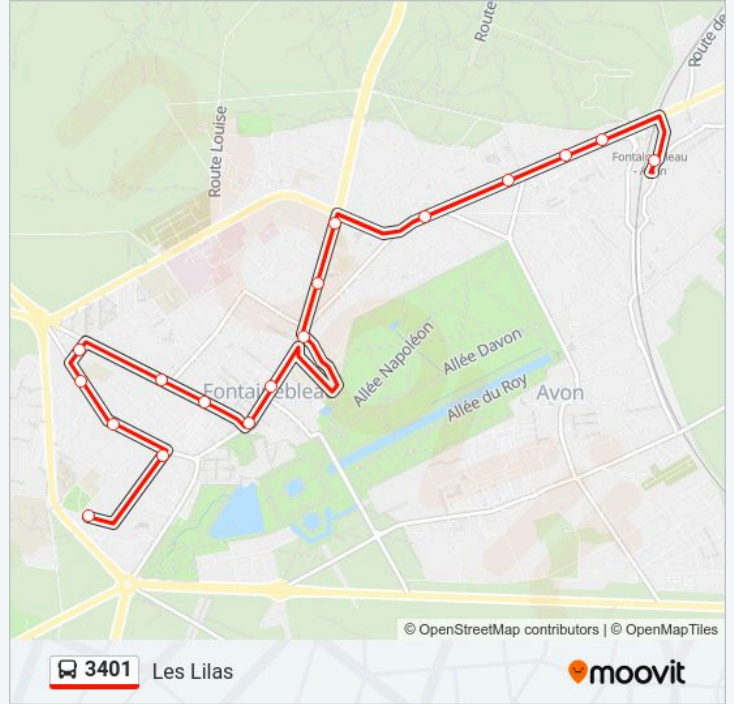 Route
Route de
Route Louise
Fontainebleau
- Avon
Allée Napoléon
Allée Davon
Allée du Roy
Fontainebleau
Avon
© OpenStreetMap contributors | © OpenMapTiles
3401 Les Lilas
moovit